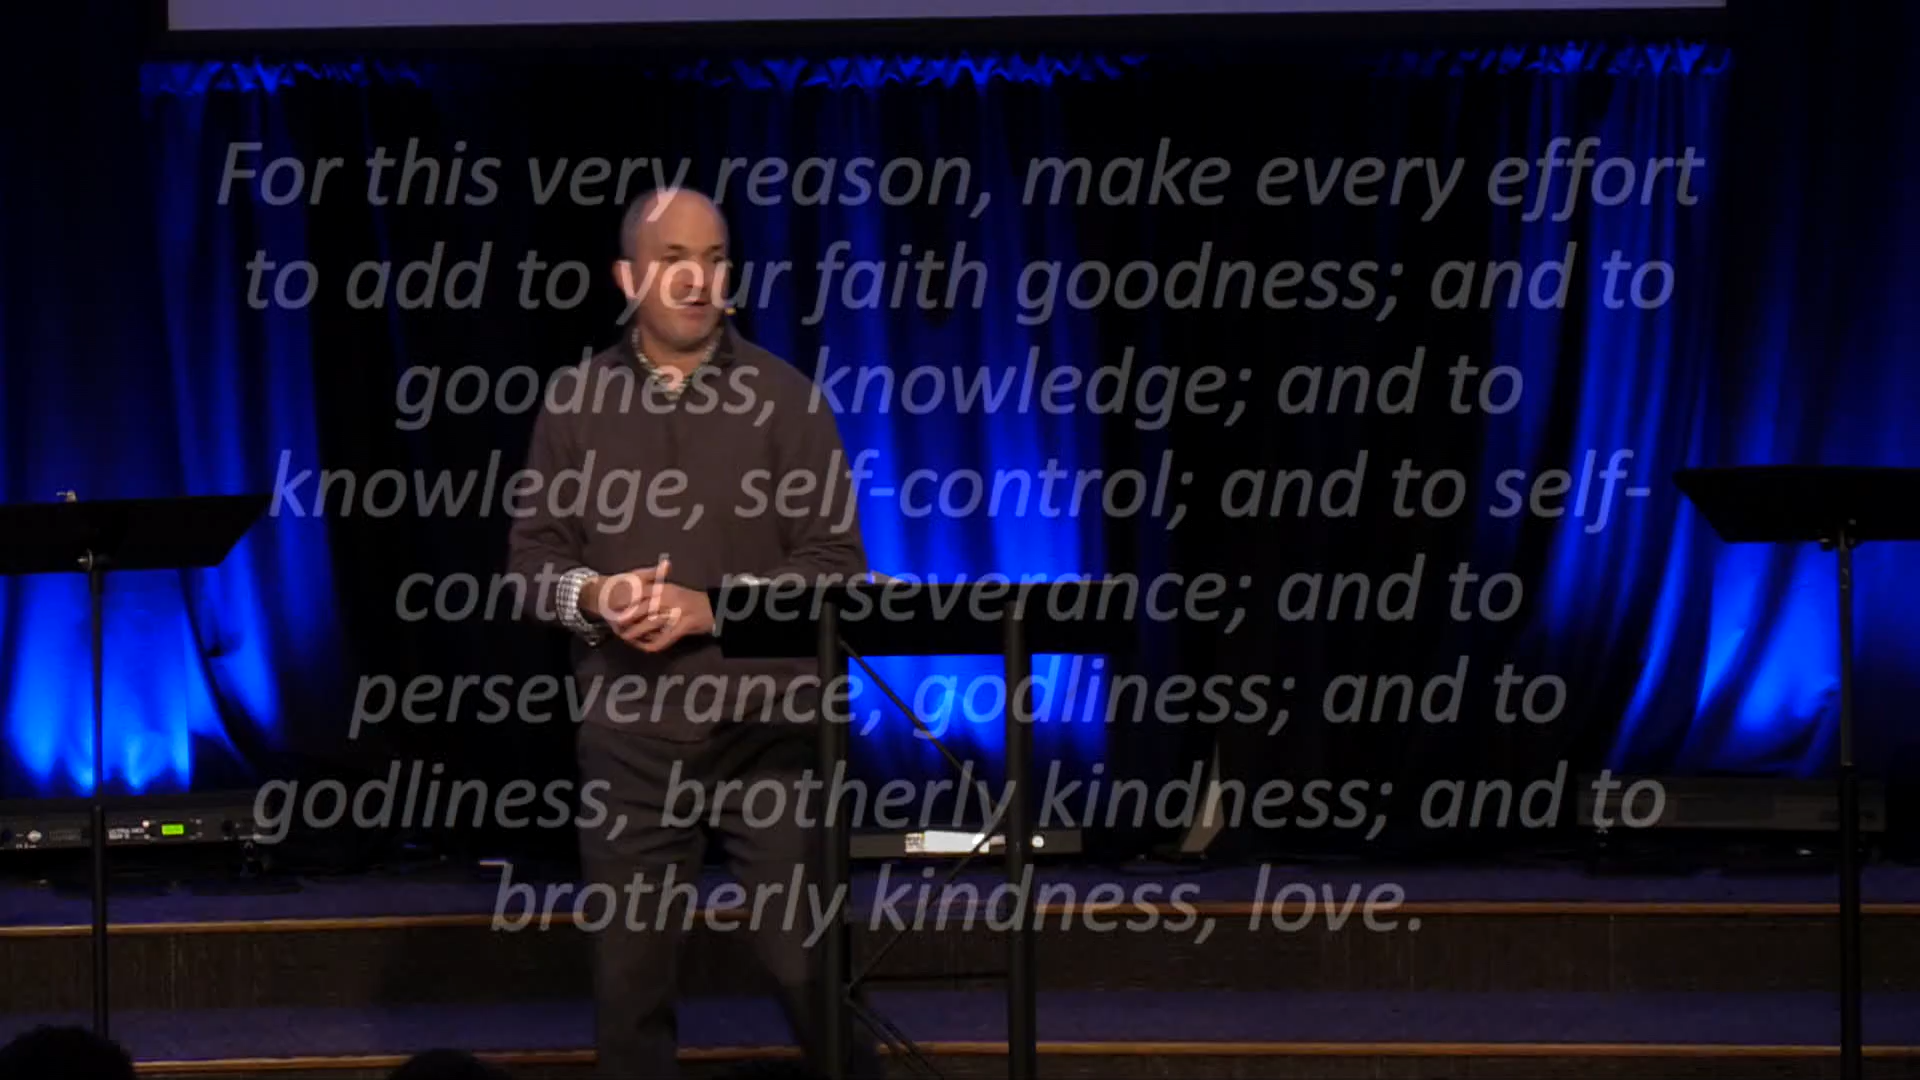 For this very reason, make every effort
to add to your faith goodness; and to
goodness, knowledge; and to
knowledge, self-control; and to self-
control, perseverance; and to
perseverance, godliness; and to
godliness, brotherly kindness; and to
brotherly kindness, love.